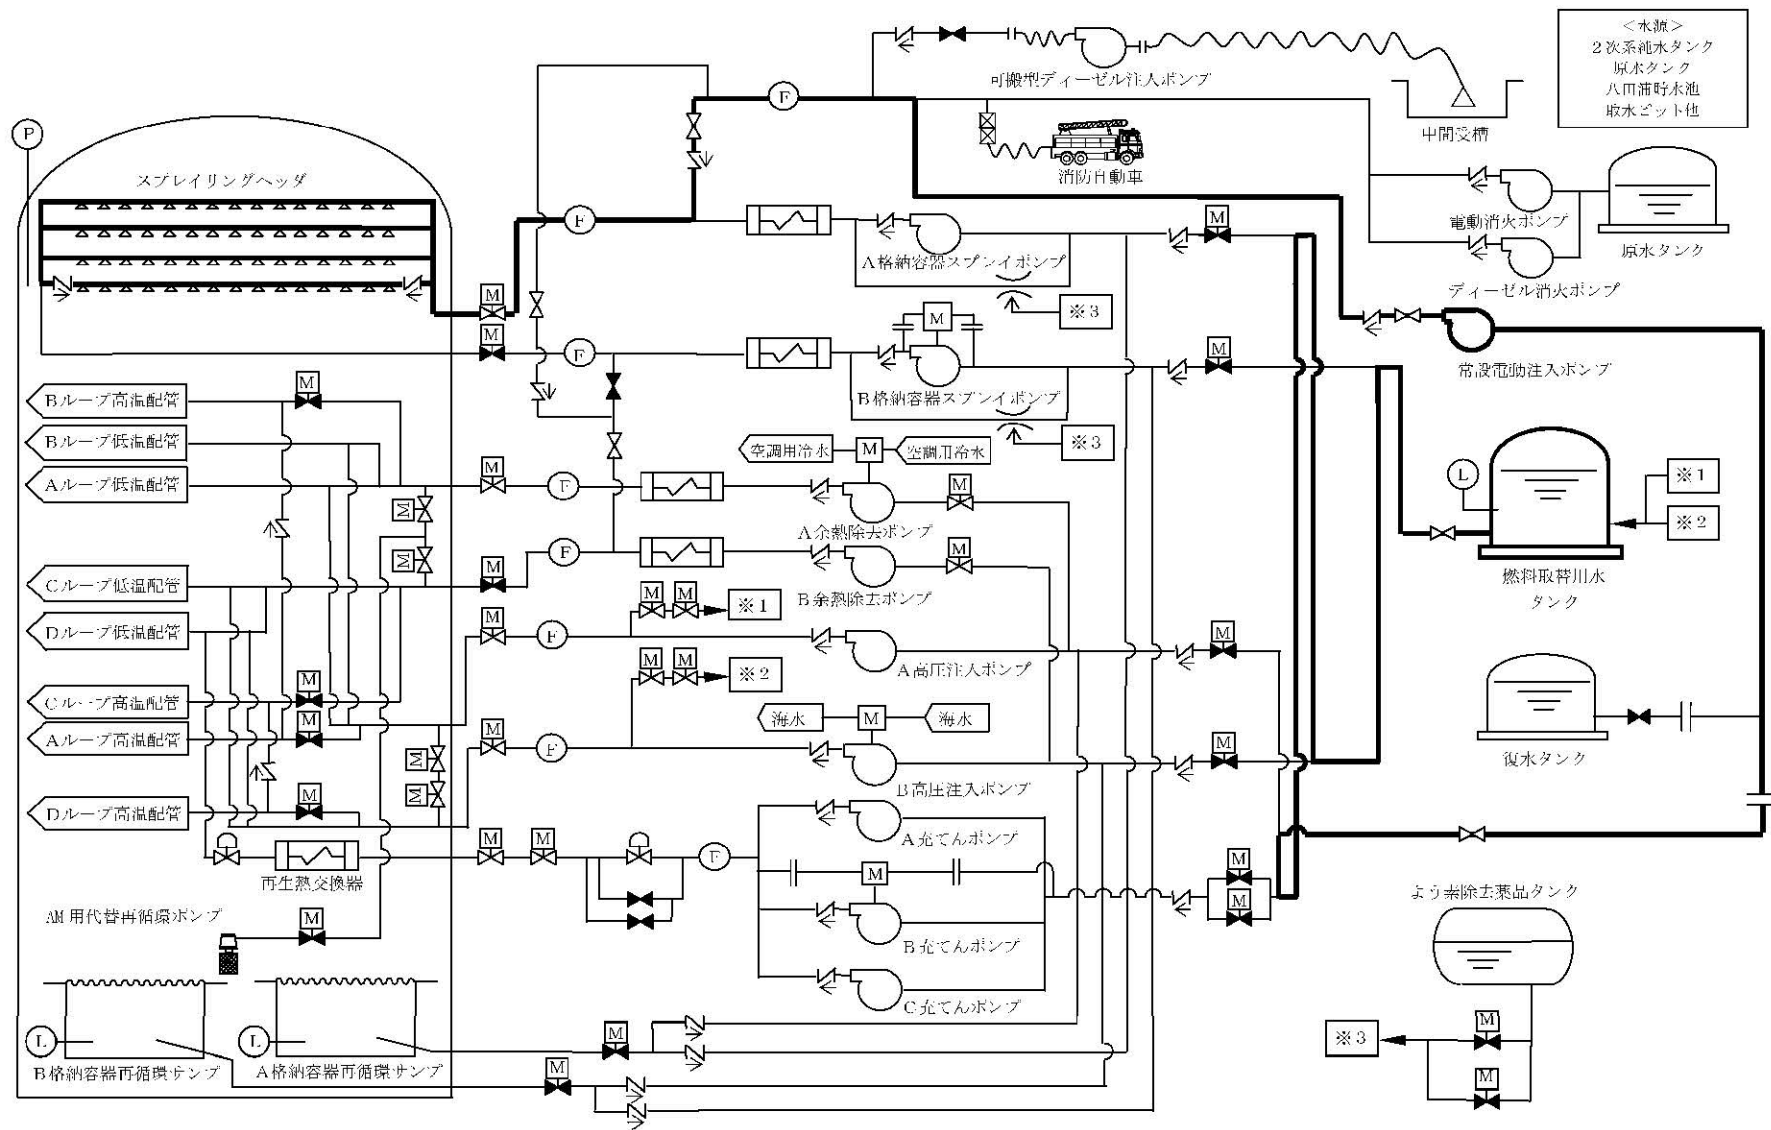 ＜水源＞
２次系純水タンク
原水タンク
八田浦貯水池
取水ピット他
可搬型ディーゼル注入ポンプ
中間受槽
消防自動車
P
F
スプレイリングヘッダ
M
F
電動消火ポンプ
原水タンク
A格納容器スプレイポンプ
ディーゼル消火ポンプ
※3
M
M
M
F
M
常設電動注入ポンプ
B格納容器スプレイポンプ
※3
Bループ高温配管
M
Bループ低温配管
空調用冷水
M
空調用冷水
L
※1
※2
Aループ低温配管
M
F
M
M
A余熱除去ポンプ
M
F
M
Cループ低温配管
M
燃料取替用水
タンク
B余熱除去ポンプ
M
M
※1
Dループ低温配管
M
F
M
A高圧注入ポンプ
M
M
※2
Cループ高温配管
M
海水
M
海水
Aループ高温配管
M
M
F
M
復水タンク
M
M
B高圧注入ポンプ
Dループ高温配管
M
A充てんポンプ
M
M
F
M
M
M
再生熱交換器
よう素除去薬品タンク
AM用代替再循環ポンプ
M
B充てんポンプ
C充てんポンプ
L
L
M
M
※3
B格納容器再循環サンプ
A格納容器再循環サンプ
M
M